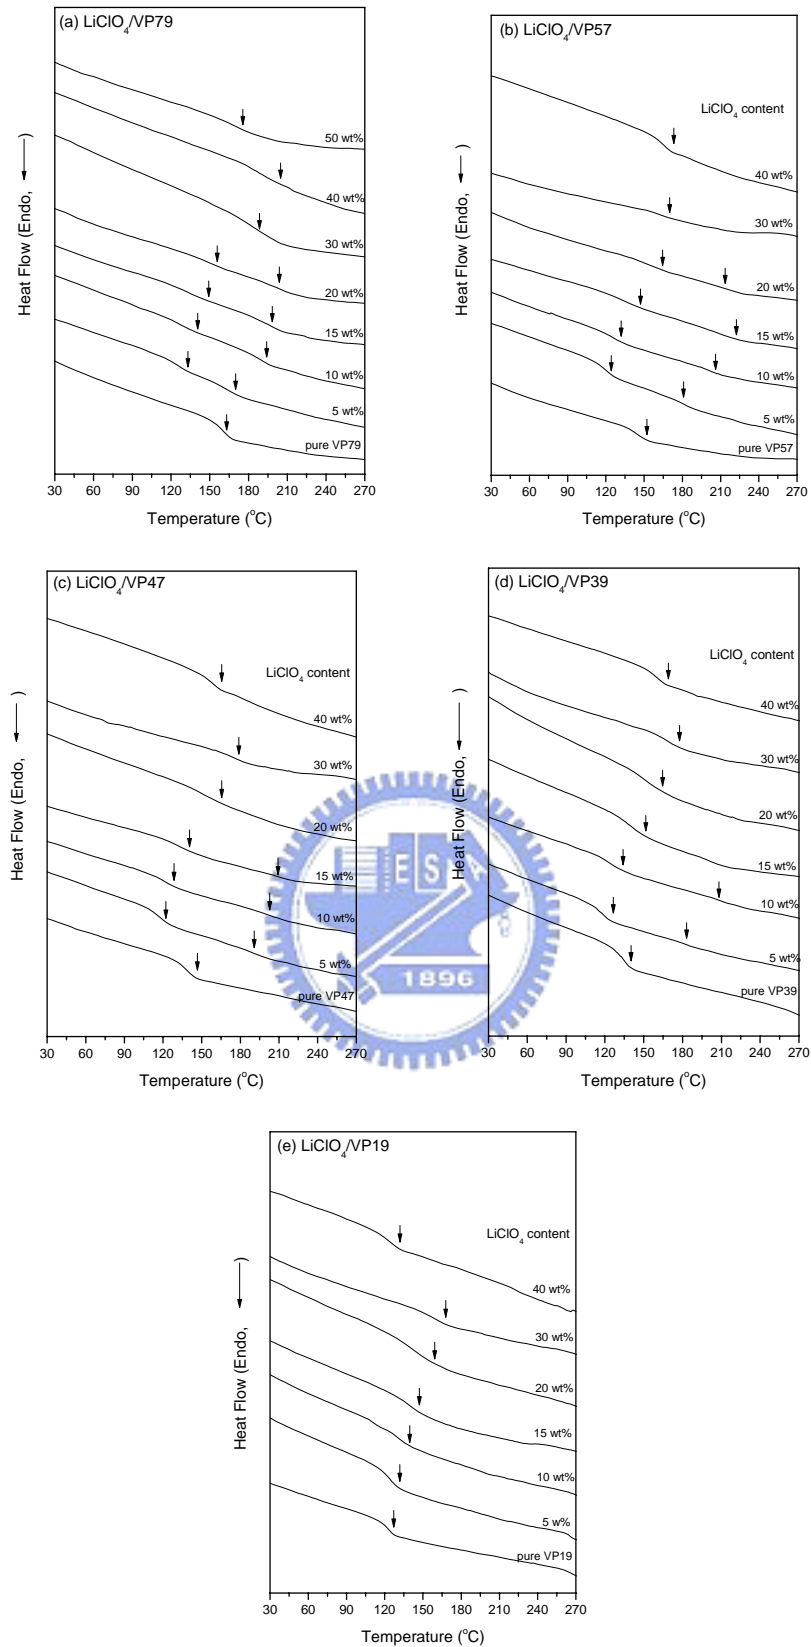 (a) LiClO4/VP79
Heat Flow (Endo, )
50 wt%
40 wt%
30 wt%
20 wt%
15 wt%
10 wt%
5 wt%
pure VP79
30 60 90 120 150 180 210 240 270
Temperature (°C)
(b) LiClO4/VP57
Heat Flow (Endo, )
LiClO4 content
40 wt%
30 wt%
20 wt%
15 wt%
10 wt%
5 wt%
pure VP57
30 60 90 120 150 180 210 240 270
Temperature (°C)
(c) LiClO4/VP47
Heat Flow (Endo, )
LiClO4 content
40 wt%
30 wt%
20 wt%
15 wt%
10 wt%
5 wt%
pure VP47
30 60 90 120 150 180 210 240 270
Temperature (°C)
(d) LiClO4/VP39
Heat Flow (Endo, )
LiClO4 content
40 wt%
30 wt%
20 wt%
15 wt%
10 wt%
5 wt%
pure VP39
30 60 90 120 150 180 210 240 270
Temperature (°C)
E S
1896
(e) LiClO4/VP19
Heat Flow (Endo, )
LiClO4 content
40 wt%
30 wt%
20 wt%
15 wt%
10 wt%
5 w%
pure VP19
30 60 90 120 150 180 210 240 270
Temperature (°C)